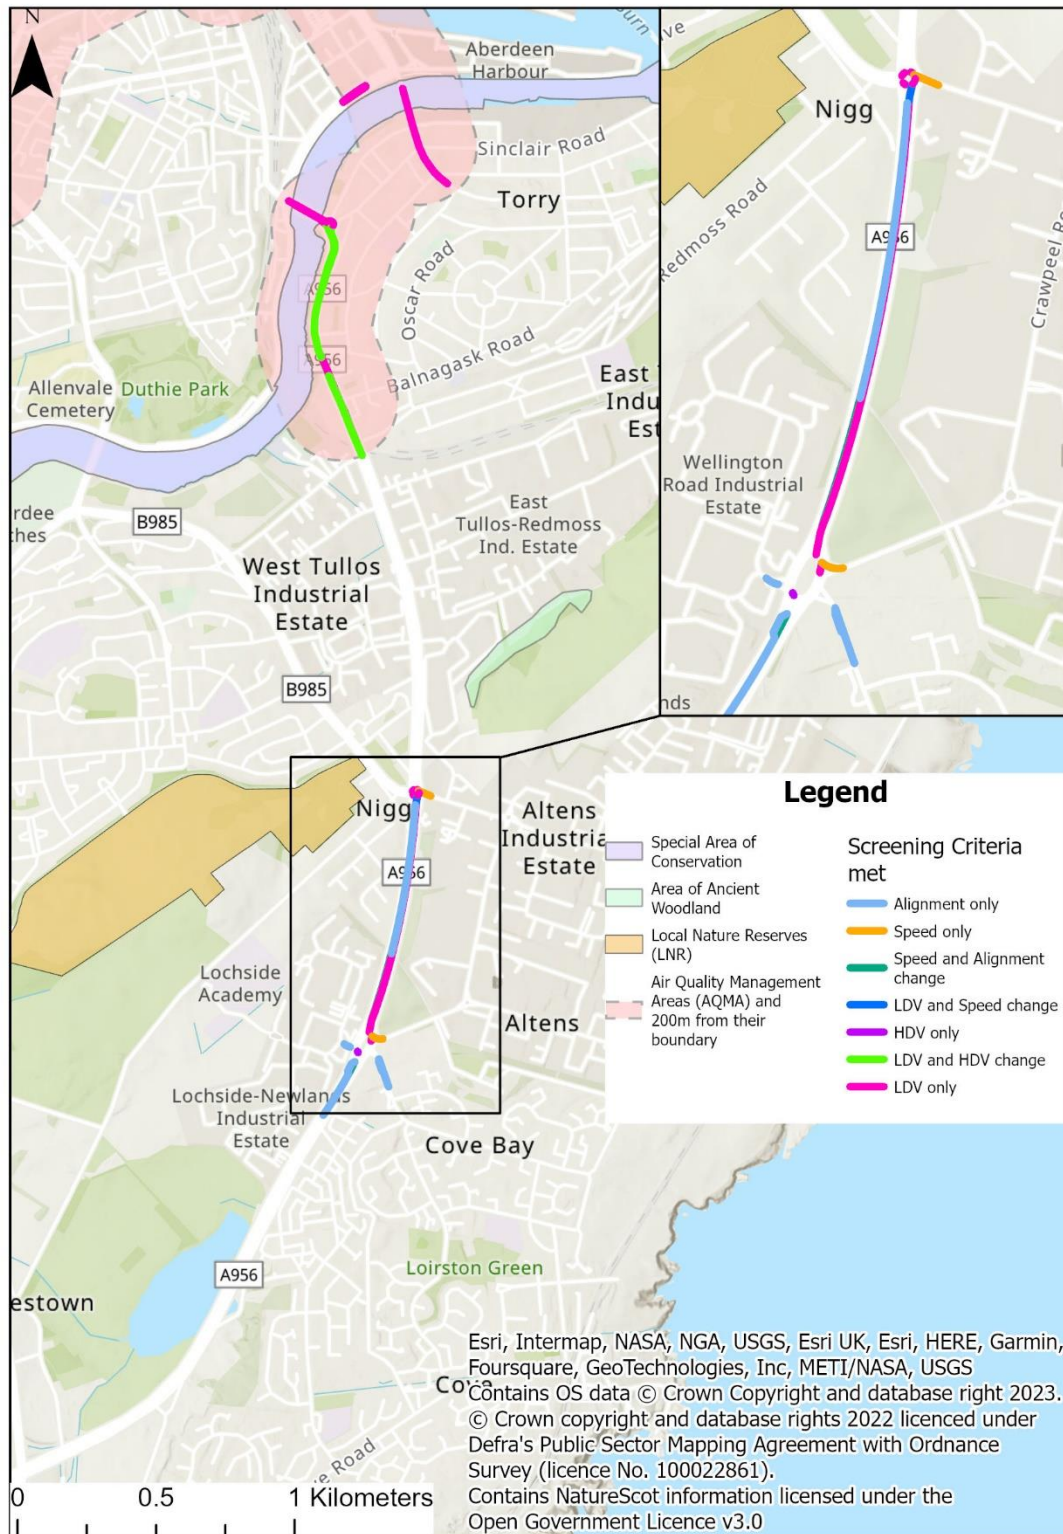 N
Aberdeen
Harbour
Sinclair Road
Torry
Oscar Road
A956
A956
Balnagask Road
Allenvale
Cemetery
Duthie Park
East
Indu
Est
B985
East
Tullos-Redmoss
Ind. Estate
West Tullos
Industrial
Estate
B985
Nigg
Redmoss Road
A956
Crawpeel
Wellington
Road Industrial
Estate
nds
Nigg
Altens
Industria
Estate
A956
Lochside
Academy
Altens
Lochside-Newlands
Industrial
Estate
Cove Bay
Loirston Green
A956
estown
Cove
Road
Legend
Special Area of
Conservation
Area of Ancient
Woodland
Local Nature Reserves
(LNR)
Air Quality Management
Areas (AQMA) and
200m from their
boundary
Screening Criteria
met
Alignment only
Speed only
Speed and Alignment
change
LDV and Speed change
HDV only
LDV and HDV change
LDV only
Esri, Intermap, NASA, NGA, USGS, Esri UK, Esri, HERE, Garmin,
Foursquare, GeoTechnologies, Inc, METI/NASA, USGS
Contains OS data © Crown Copyright and database right 2023.
© Crown copyright and database rights 2022 licenced under
Defra's Public Sector Mapping Agreement with Ordnance
Survey (licence No. 100022861).
Contains NatureScot information licensed under the
Open Government Licence v3.0
0 0.5 1 Kilometers